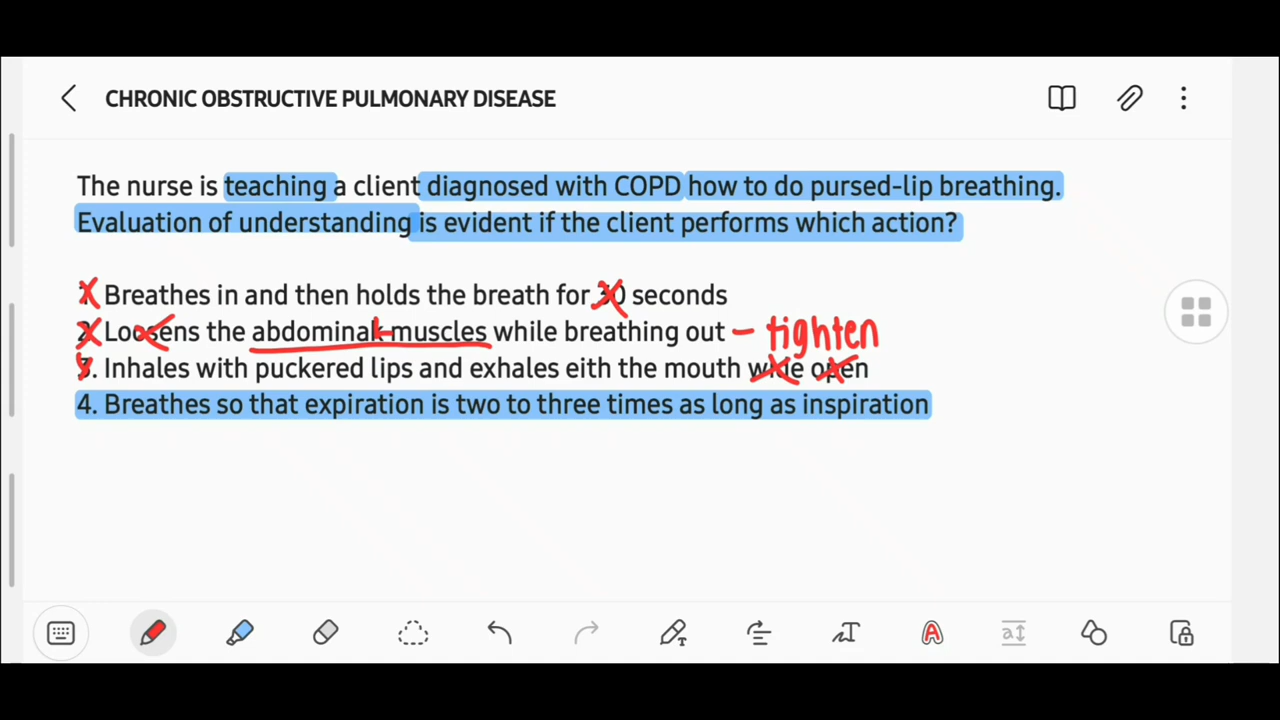 CHRONIC OBSTRUCTIVE PULMONARY DISEASE
The nurse is teaching a client diagnosed with COPD how to do pursed-lip breathing.
Evaluation of understanding is evident if the client performs which action?
1. Breathes in and then holds the breath for 30 seconds
2. Loosens the abdominal muscles while breathing out - tighten
3. Inhales with puckered lips and exhales eith the mouth wide open
4. Breathes so that expiration is two to three times as long as inspiration